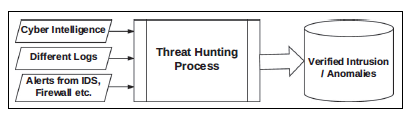 Cyber Intelligence
Different Logs
Alerts from IDS,
Firewall etc.
Threat Hunting
Process
Verified Intrusion
/ Anomalies